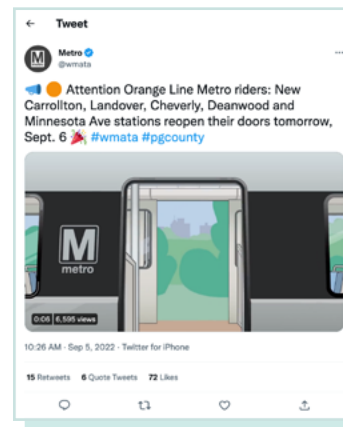 ← Tweet
Metro
@wmata
📣 🟠 Attention Orange Line Metro riders: New
Carrollton, Landover, Cheverly, Deanwood and
Minnesota Ave stations reopen their doors tomorrow,
Sept. 6 🎉 #wmata #pgcounty
M
metro
0:06 6,595 views
10:26 AM · Sep 5, 2022 · Twitter for iPhone
15 Retweets 6 Quote Tweets 72 Likes